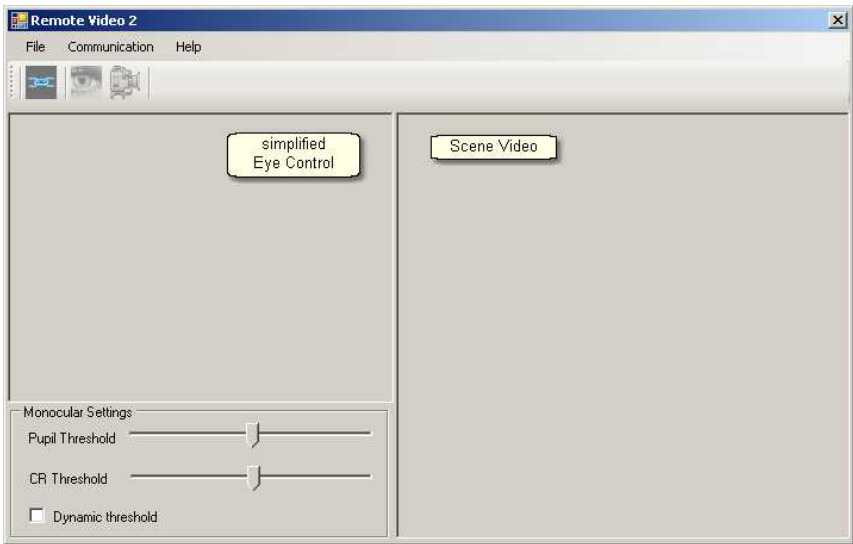 Remote Video 2
File Communication Help
simplified
Eye Control
Scene Video
Monocular Settings
Pupil Threshold
CR Threshold
Dynamic threshold